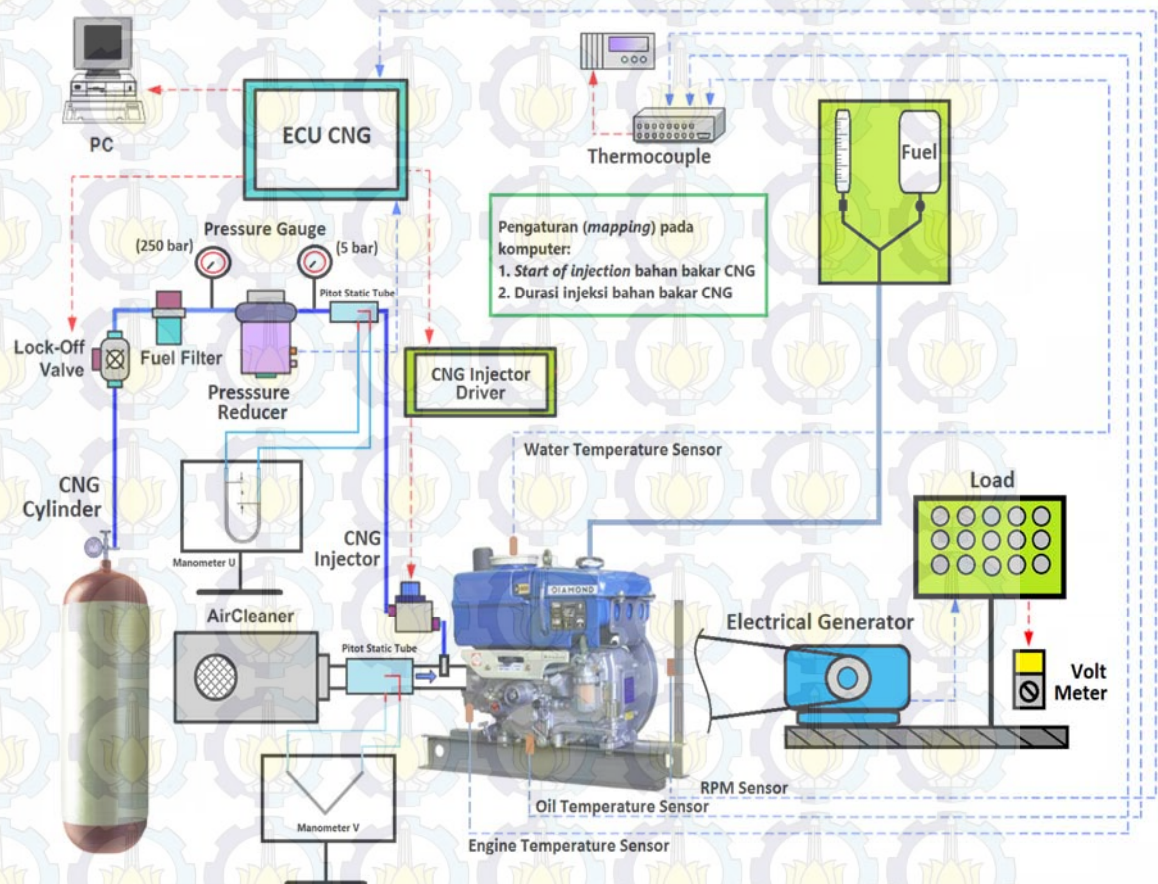 PC
ECU CNG
Thermocouple
Fuel
Pressure Gauge
(250 bar)
(5 bar)
Pitot Static Tube
Pengaturan (mapping) pada
komputer:
1. Start of injection bahan bakar CNG
2. Durasi injeksi bahan bakar CNG
Lock-Off
Valve
Fuel Filter
Presssure
Reducer
CNG Injector
Driver
Water Temperature Sensor
CNG
Cylinder
Manometer U
CNG
Injector
Load
DIAMOND
AirCleaner
Pitot Static Tube
Electrical Generator
Volt
Meter
Manometer V
RPM Sensor
Oil Temperature Sensor
Engine Temperature Sensor